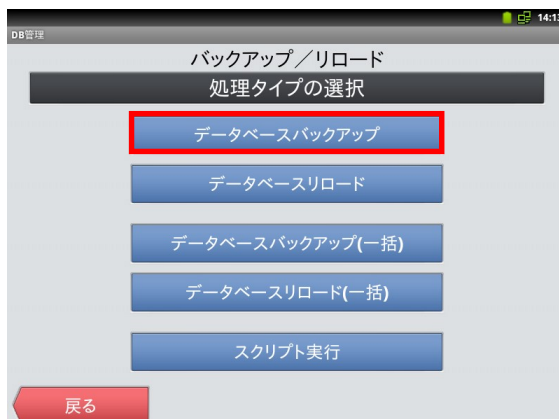 14:13
DB管理
バックアップ／リロード
処理タイプの選択
データベースバックアップ
データベースリロード
データベースバックアップ(一括)
データベースリロード(一括)
スクリプト実行
戻る